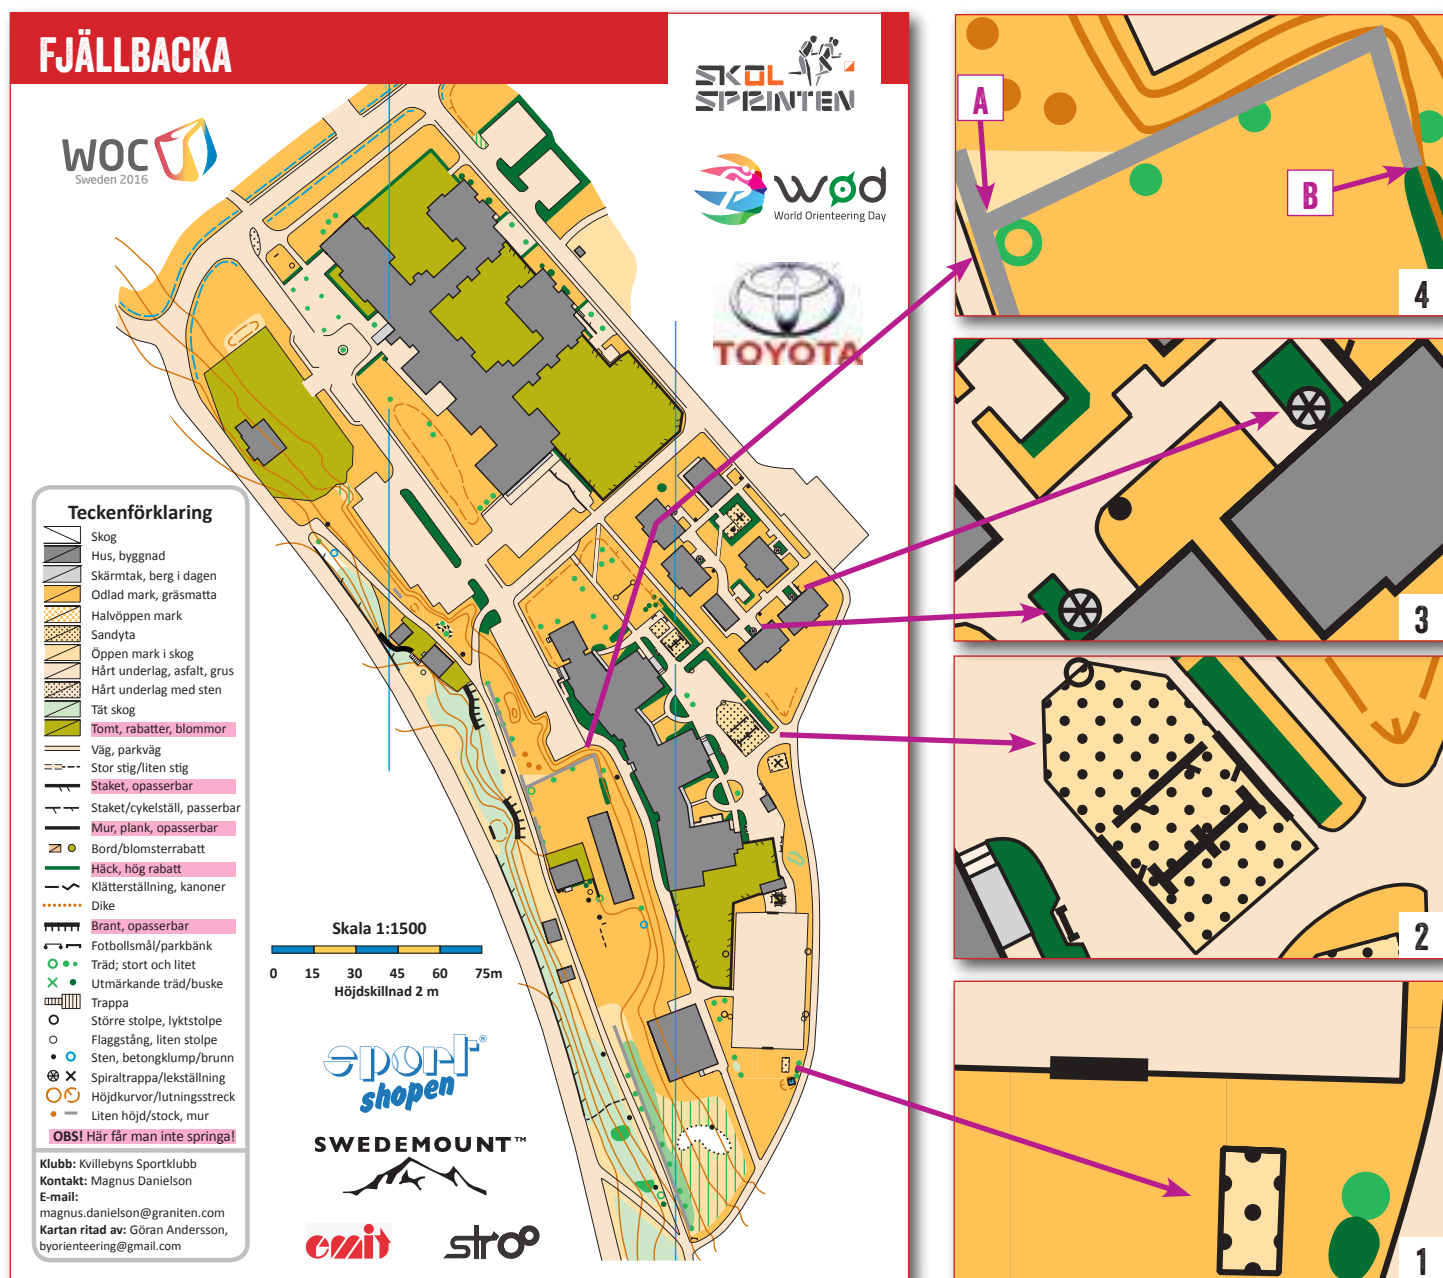 FJÄLLBACKA
SKOL
SPRINTEN
WOC
Sweden 2016
wod
World Orienteering Day
TOYOTA
Teckenförklaring
Skog
Hus, byggnad
Skärmtak, berg i dagen
Odlad mark, gräsmatta
Halvöppen mark
Sandyta
Öppen mark i skog
Hårt underlag, asfalt, grus
Hårt underlag med sten
Tät skog
Tomt, rabatter, blommor
Väg, parkväg
Stor stig/liten stig
Staket, opasserbar
Staket/cykelställ, passerbar
Mur, plank, opasserbar
Bord/blomsterrabatt
Häck, hög rabatt
Klätterställning, kanoner
Dike
Brant, opasserbar
Fotbollsmål/parkbänk
Träd; stort och litet
Utmärkande träd/buske
Trappa
Större stolpe, lyktstolpe
Flaggstång, liten stolpe
Sten, betongklump/brunn
Spiraltrappa/lekställning
Höjdkurvor/lutningsstreck
Liten höjd/stock, mur
OBS! Här får man inte springa!
Klubb: Kvillebyns Sportklubb
Kontakt: Magnus Danielson
E-mail:
magnus.danielson@graniten.com
Kartan ritad av: Göran Andersson,
byorienteering@gmail.com
Skala 1:1500
0 15 30 45 60 75m
Höjdskillnad 2 m
sport®
shopen
SWEDEMOUNT™
emit
stroo
A
B
4
3
2
1